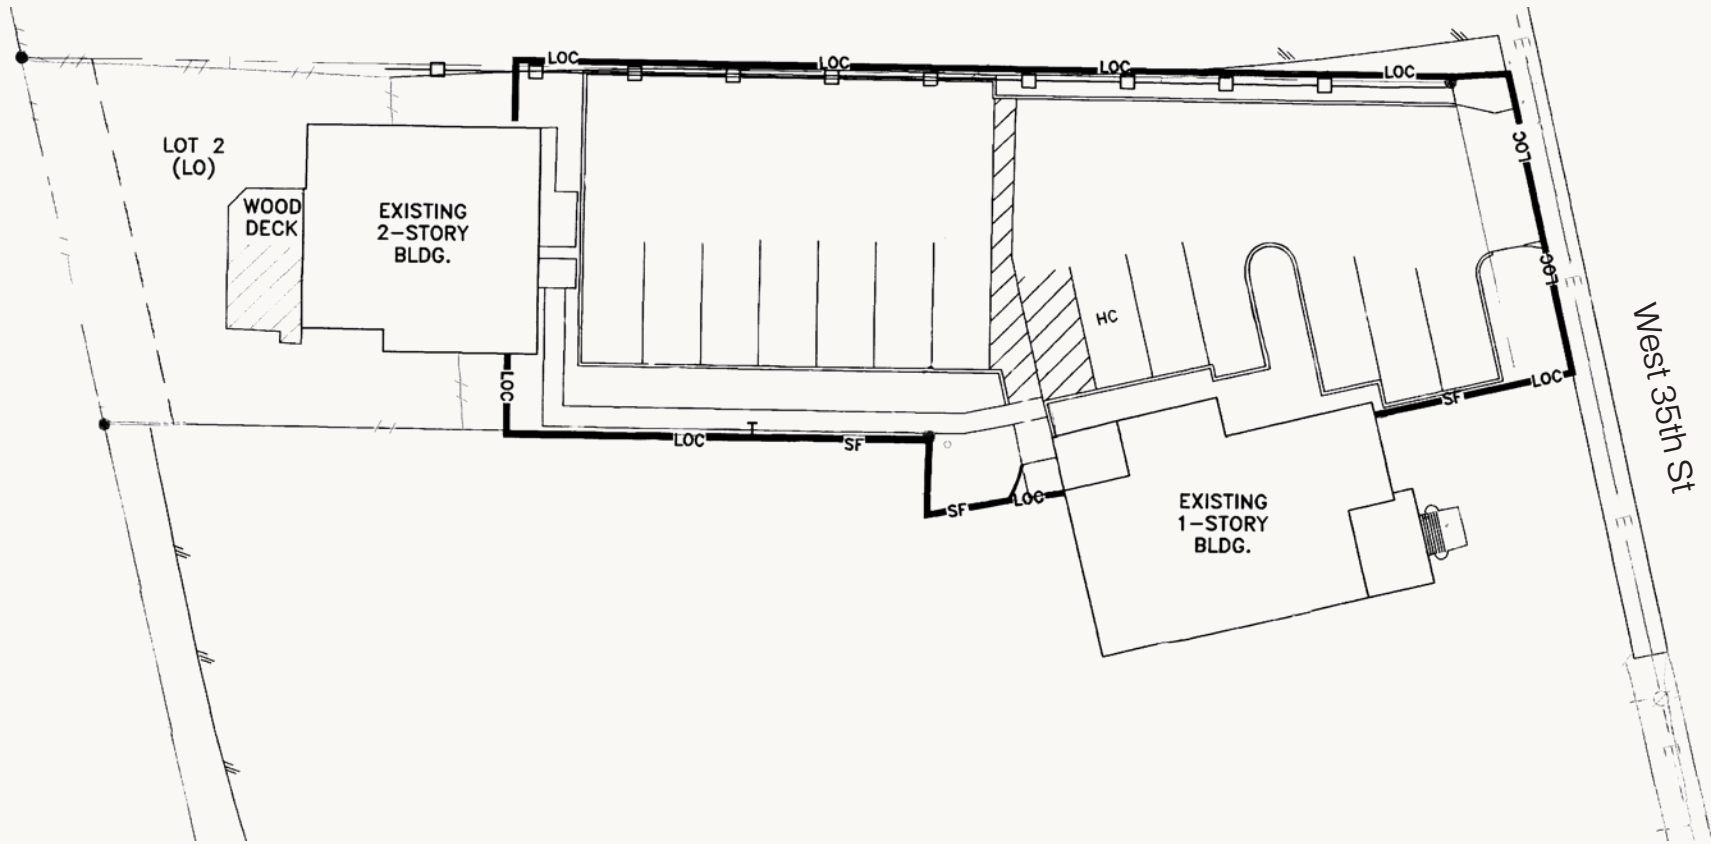 LOC
LOC
LOC
LOC
LOC
LOT 2
(LO)
WOOD
DECK
EXISTING
2-STORY
BLDG.
LOC
HC
West 35th St
LOC
LOC
SF
LOC
T
LOC
SF
SF
LOC
EXISTING
1-STORY
BLDG.
E
E
E
E